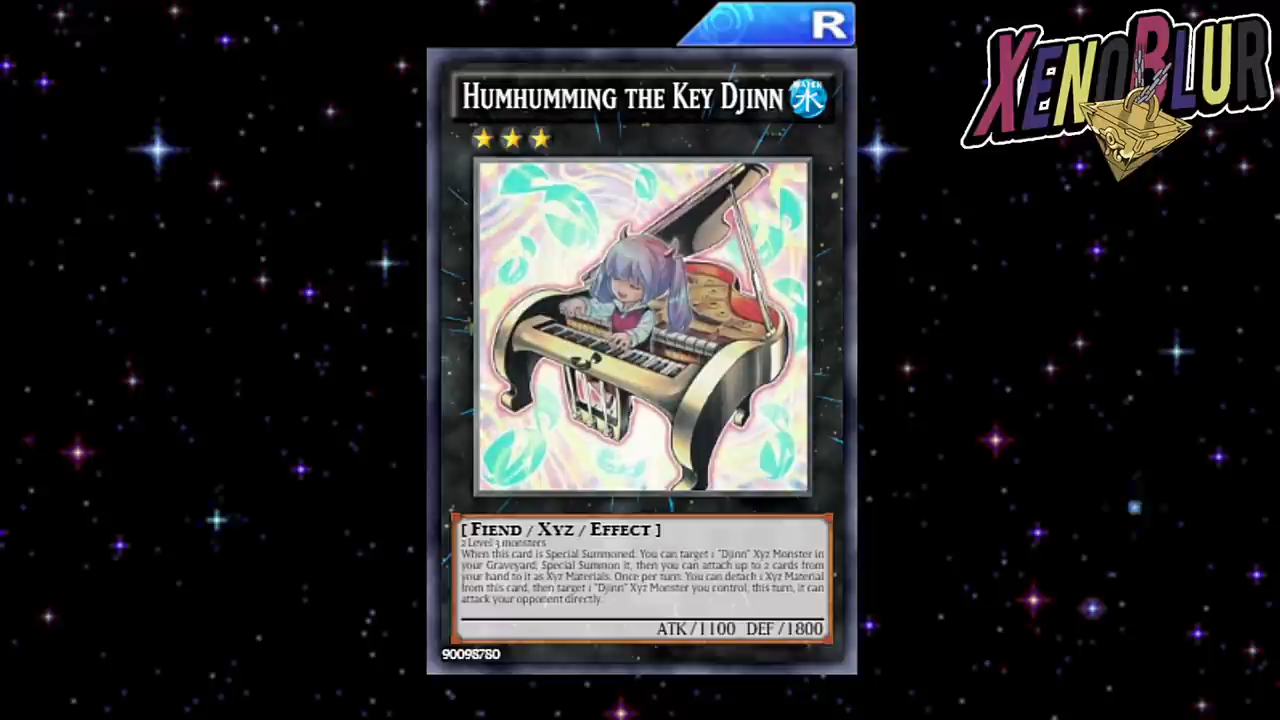 R
XENOBLUR
HUMHUMMING THE KEY DJINN
WATER
水
[ FIEND / XYZ / EFFECT ]
2 Level 3 monsters
When this card is Special Summoned: You can target 1 "Djinn" Xyz Monster in
your Graveyard; Special Summon it, then you can attach up to 2 cards from
your hand to it as Xyz Materials. Once per turn: You can detach 1 Xyz Material
from this card, then target 1 "Djinn" Xyz Monster you control; this turn, it can
attack your opponent directly.
ATK/1100 DEF/1800
90098780